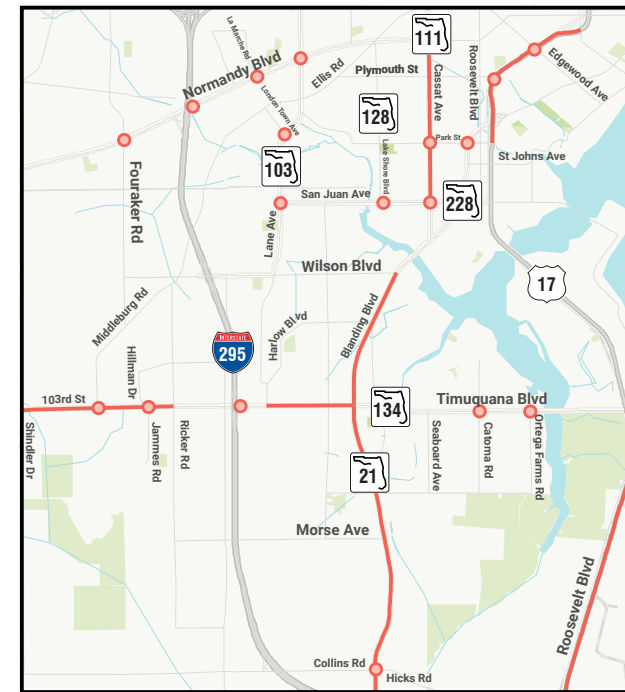 La Marche Rd
111
Normandy Blvd
Ellis Rd
Plymouth St
Cassat Ave
Roosevelt Blvd
Edgewood Ave
London Town Ave
128
Park St
St Johns Ave
Fouraker Rd
103
Lake Shore Blvd
San Juan Ave
228
Lane Ave
Wilson Blvd
17
Middleburg Rd
Harlow Blvd
Blanding Blvd
INTERSTATE
295
Hillman Dr
103rd St
134
Timuquana Blvd
Shindler Dr
Jammes Rd
Ricker Rd
Seaboard Ave
Catoma Rd
Ortega Farms Rd
21
Morse Ave
Roosevelt Blvd
Collins Rd
Hicks Rd